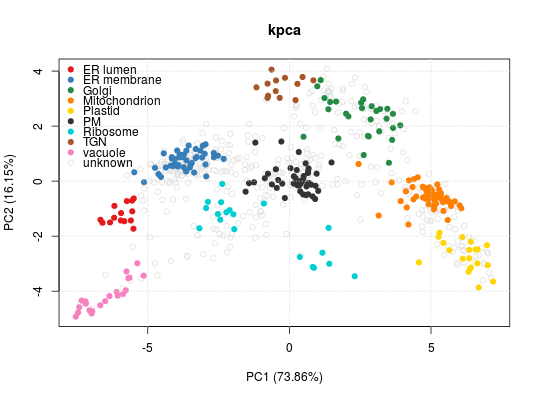 kpca
ER lumen
ER membrane
Golgi
Mitochondrion
Plastid
PM
Ribosome
TGN
vacuole
unknown
4
2
0
-2
-4
PC2 (16.15%)
-5
0
5
PC1 (73.86%)